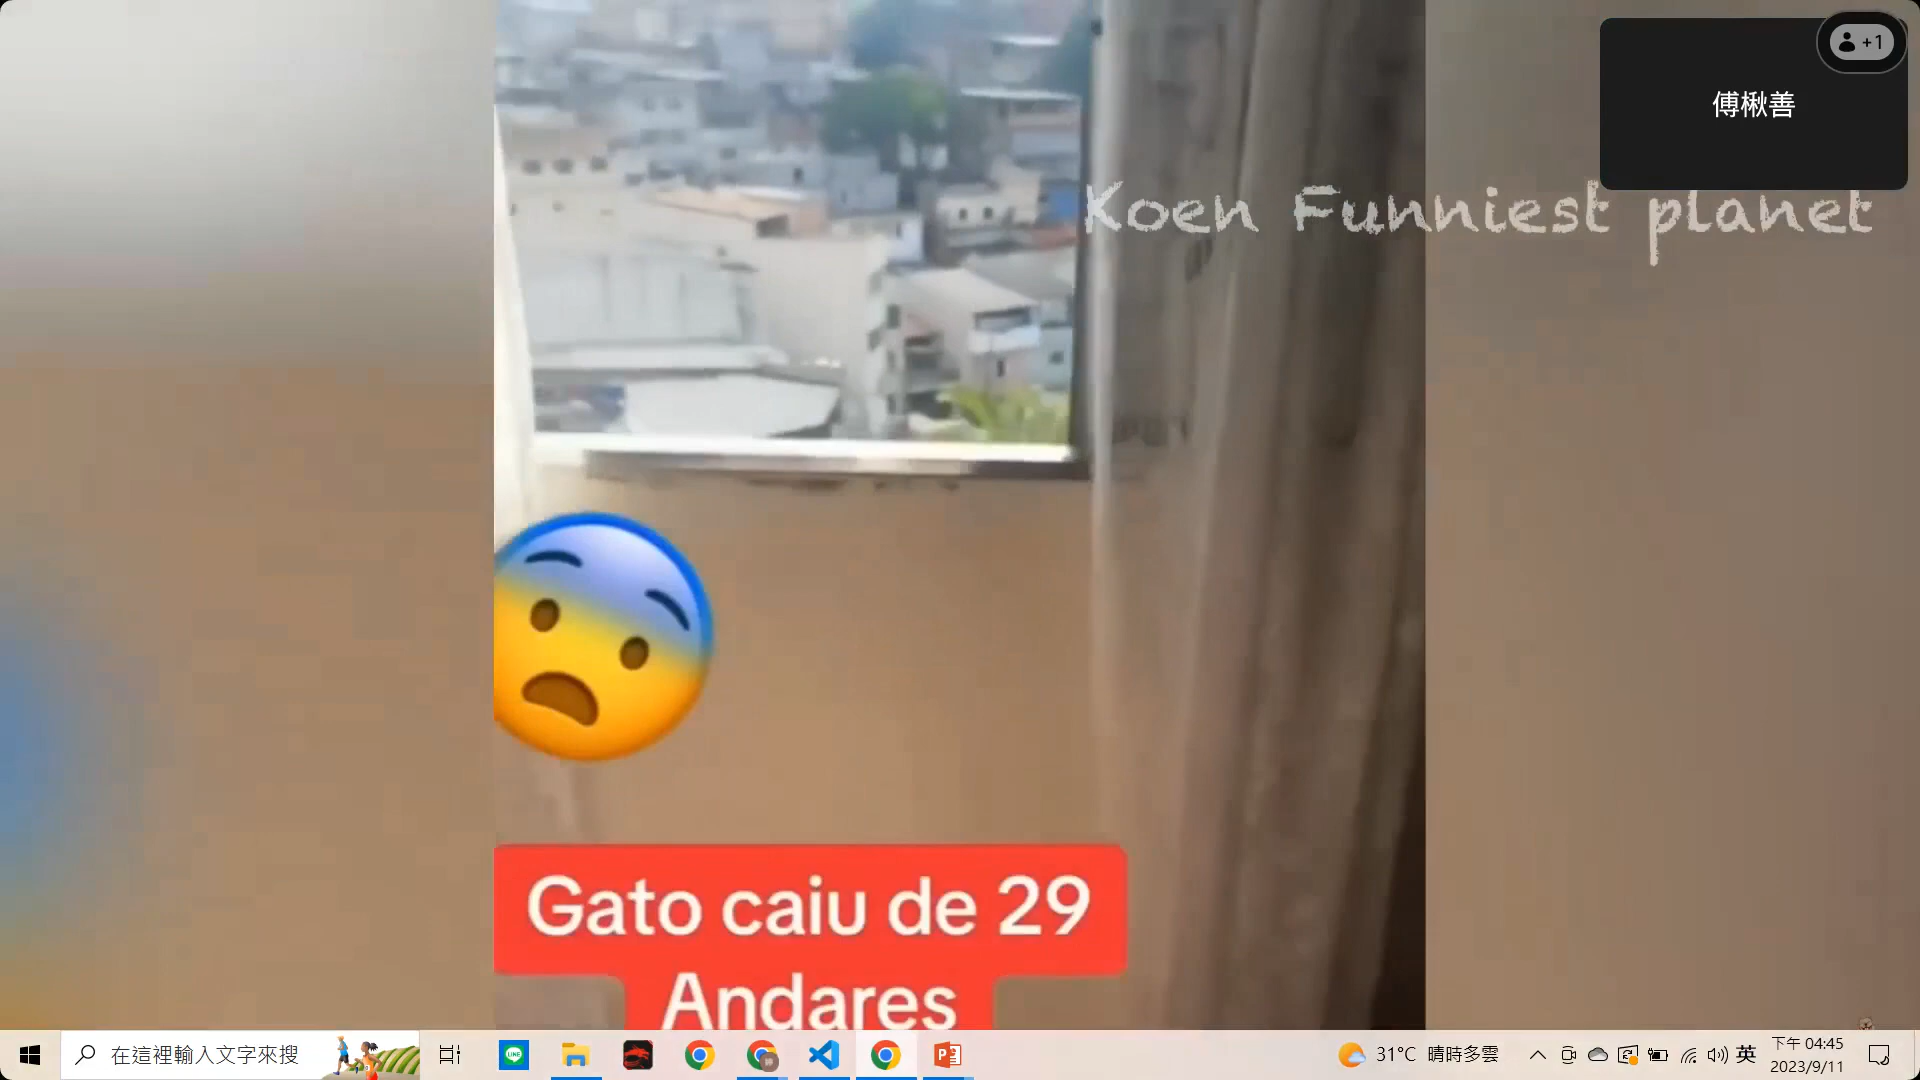 +1
傅楸善
Koen Funniest planet
Gato caiu de 29
Andares
在這裡輸入文字來搜
31°C 晴時多雲
英
下午 04:45
2023/9/11